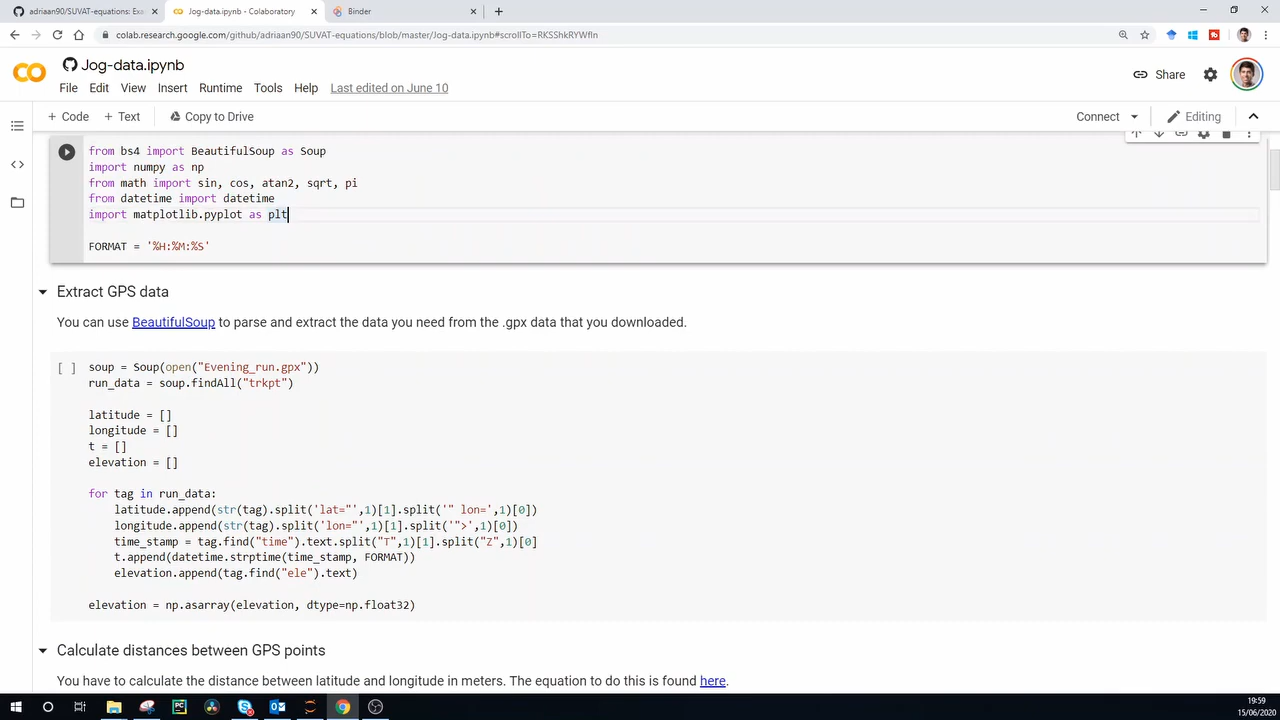 adriaan90/SUVAT-equations: Exa
Jog-data.ipynb - Colaboratory
Binder
colab.research.google.com/github/adriaan90/SUVAT-equations/blob/master/Jog-data.ipynb#scrollTo=RKSShkRYWfln
Jog-data.ipynb
Share
File Edit View Insert Runtime Tools Help Last edited on June 10
+ Code + Text Copy to Drive
Connect
Editing
from bs4 import BeautifulSoup as Soup
import numpy as np
from math import sin, cos, atan2, sqrt, pi
from datetime import datetime
import matplotlib.pyplot as plt
FORMAT = '%H:%M:%S'
Extract GPS data
You can use BeautifulSoup to parse and extract the data you need from the .gpx data that you downloaded.
[ ] soup = Soup(open("Evening_run.gpx"))
run_data = soup.findAll("trkpt")
latitude = []
longitude = []
t = []
elevation = []
for tag in run_data:
latitude.append(str(tag).split('lat="',1)[1].split('" lon=',1)[0])
longitude.append(str(tag).split('lon="',1)[1].split('">',1)[0])
time_stamp = tag.find("time").text.split("T",1)[1].split("Z",1)[0]
t.append(datetime.strptime(time_stamp, FORMAT))
elevation.append(tag.find("ele").text)
elevation = np.asarray(elevation, dtype=np.float32)
Calculate distances between GPS points
You have to calculate the distance between latitude and longitude in meters. The equation to do this is found here.
19:59
15/06/2020